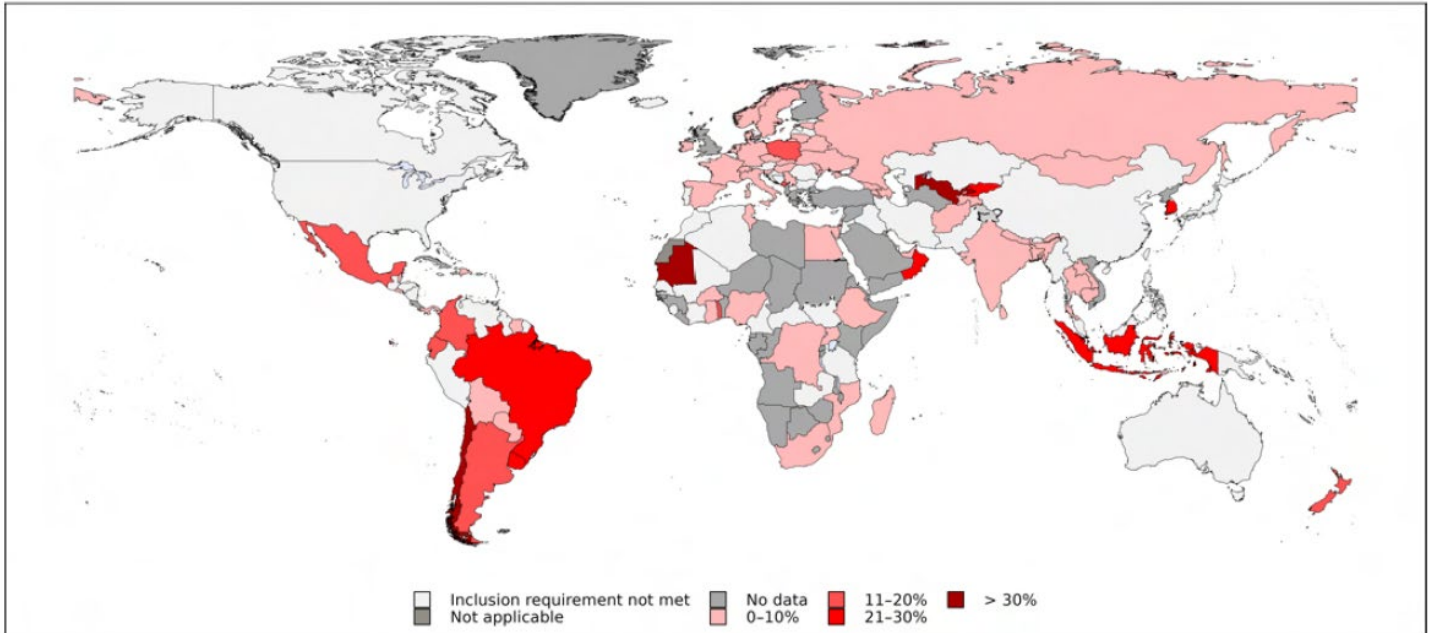 Inclusion requirement not met
Not applicable
No data
0–10%
11–20%
21–30%
> 30%